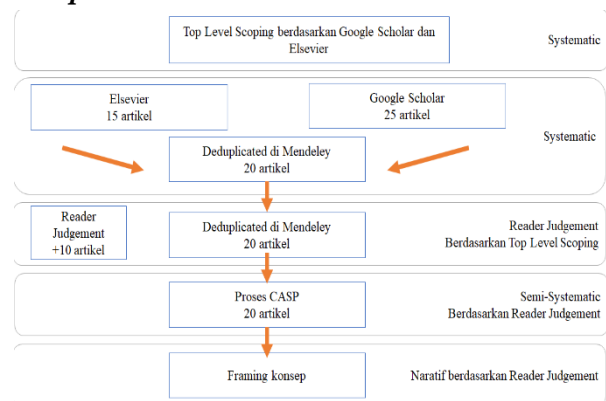 Top Level Scoping berdasarkan Google Scholar dan
Elsevier
Systematic
Elsevier
15 artikel
Google Scholar
25 artikel
Systematic
Deduplicated di Mendeley
20 artikel
Reader
Judgement
+10 artikel
Deduplicated di Mendeley
20 artikel
Reader Judgement
Berdasarkan Top Level Scoping
Proses CASP
20 artikel
Semi-Systematic
Berdasarkan Reader Judgement
Framing konsep
Naratif berdasarkan Reader Judgement